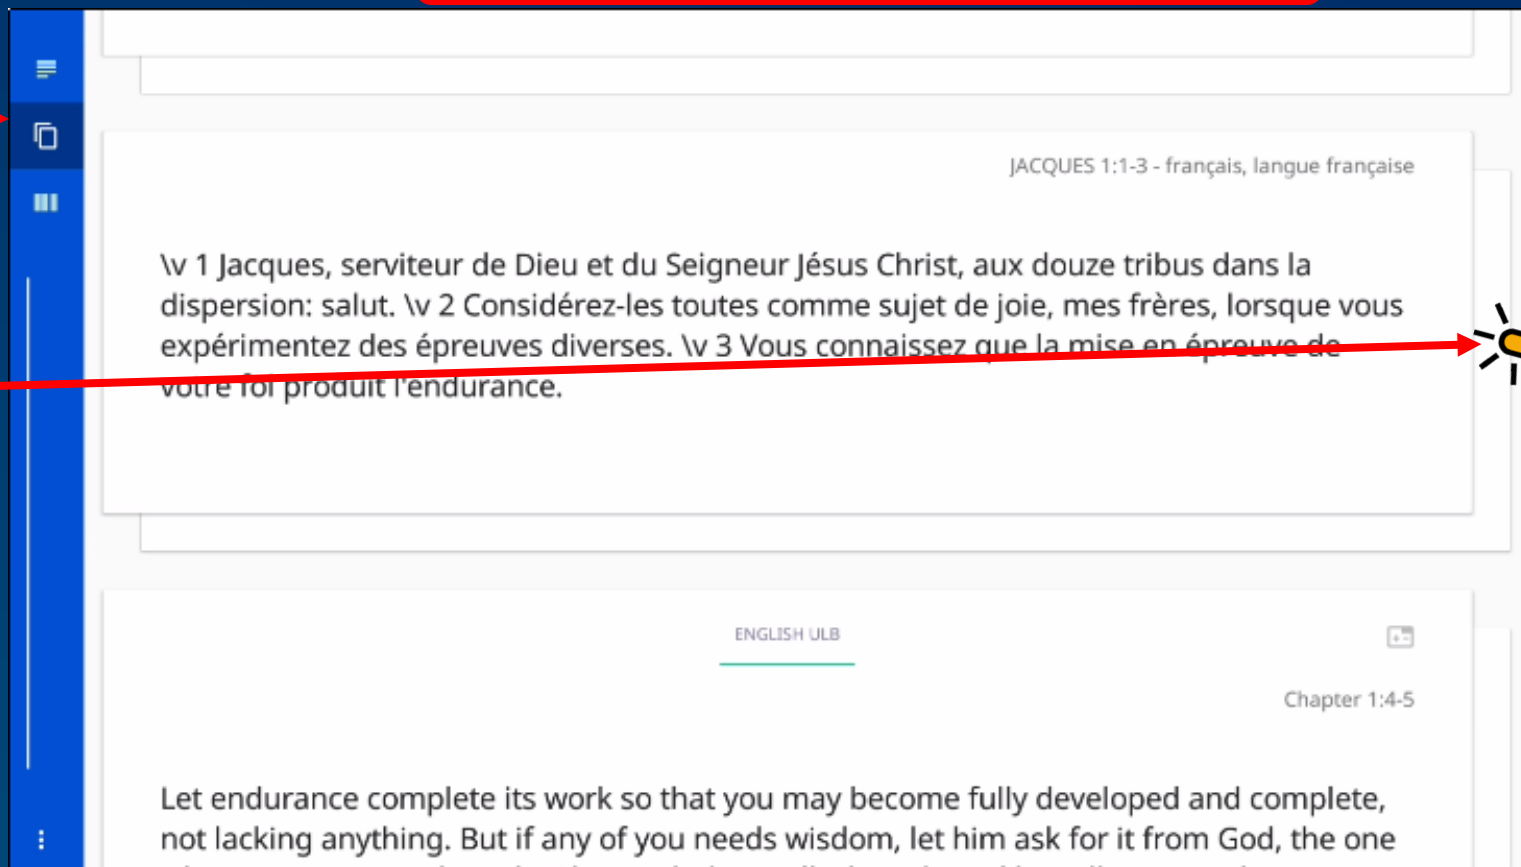 JACQUES 1:1-3 - français, langue française
\v 1 Jacques, serviteur de Dieu et du Seigneur Jésus Christ, aux douze tribus dans la
dispersion: salut. \v 2 Considérez-les toutes comme sujet de joie, mes frères, lorsque vous
expérimentez des épreuves diverses. \v 3 Vous connaissez que la mise en épreuve de
votre foi produit l'endurance.
ENGLISH ULB
Chapter 1:4-5
Let endurance complete its work so that you may become fully developed and complete,
not lacking anything. But if any of you needs wisdom, let him ask for it from God, the one